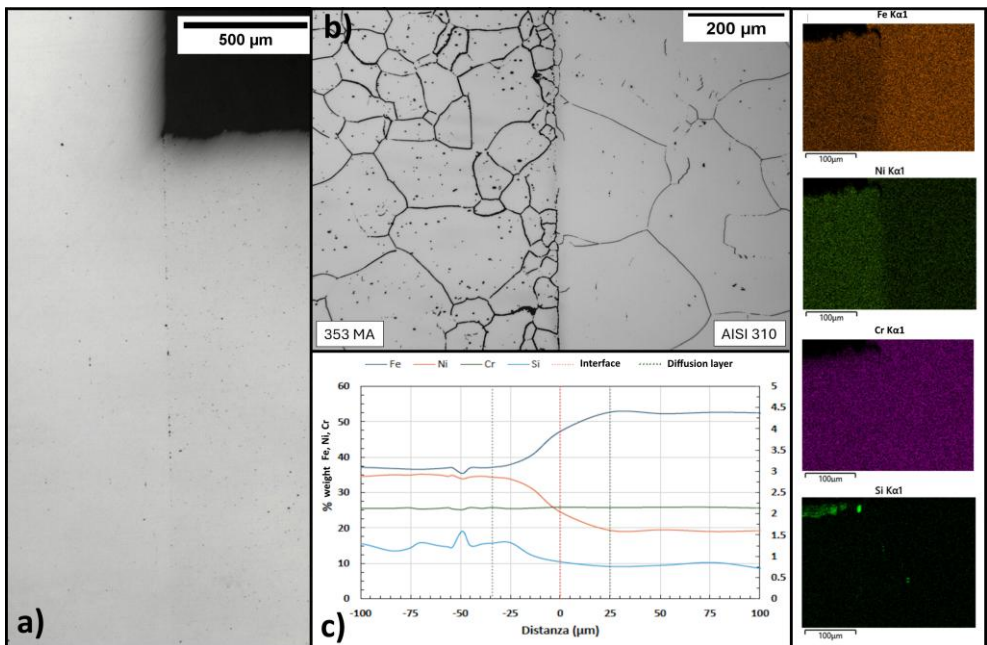 500 µm
a)
b)
200 µm
353 MA
AISI 310
Fe
Ni
Cr
Si
Interface
Diffusion layer
% weight Fe, Ni, Cr
60
50
40
30
20
10
0
5
4.5
4
3.5
3
2.5
2
1.5
1
0.5
0
-100
-75
-50
-25
0
25
50
75
100
Distanza (µm)
c)
Fe Kα1
100µm
Ni Kα1
100µm
Cr Kα1
100µm
Si Kα1
100µm